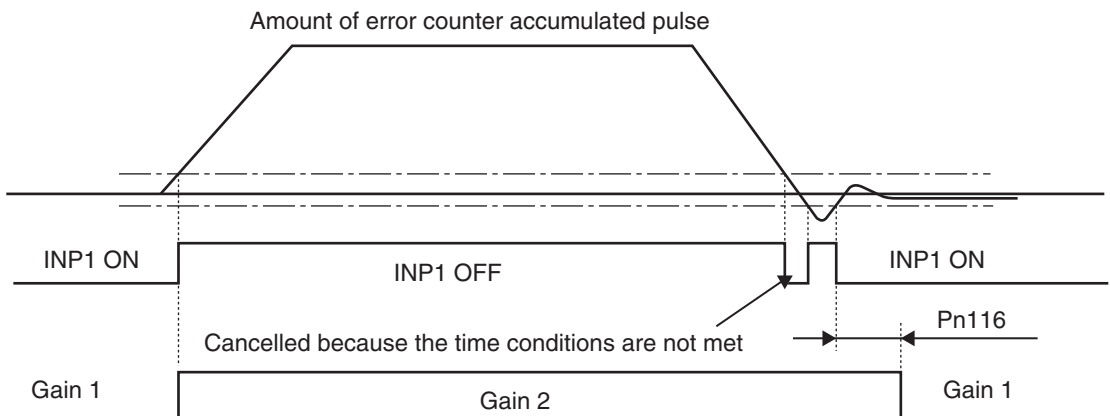 Amount of error counter accumulated pulse
INP1 ON
INP1 OFF
INP1 ON
Cancelled because the time conditions are not met
Pn116
Gain 1
Gain 2
Gain 1